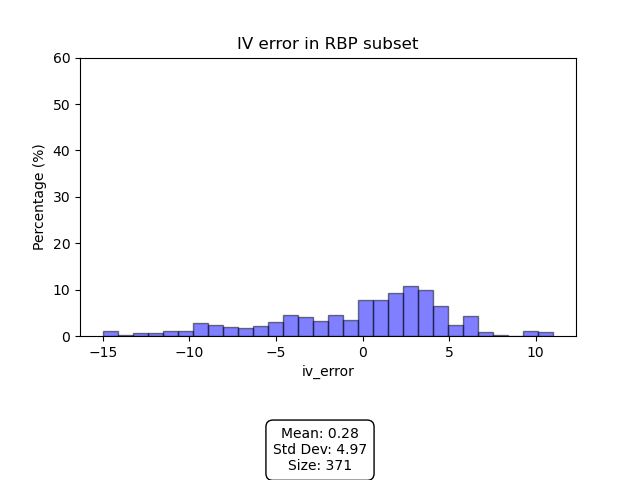 IV error in RBP subset
60
50
40
30
20
10
0
Percentage (%)
−15
−10
−5
0
5
10
iv_error
Mean: 0.28
Std Dev: 4.97
Size: 371